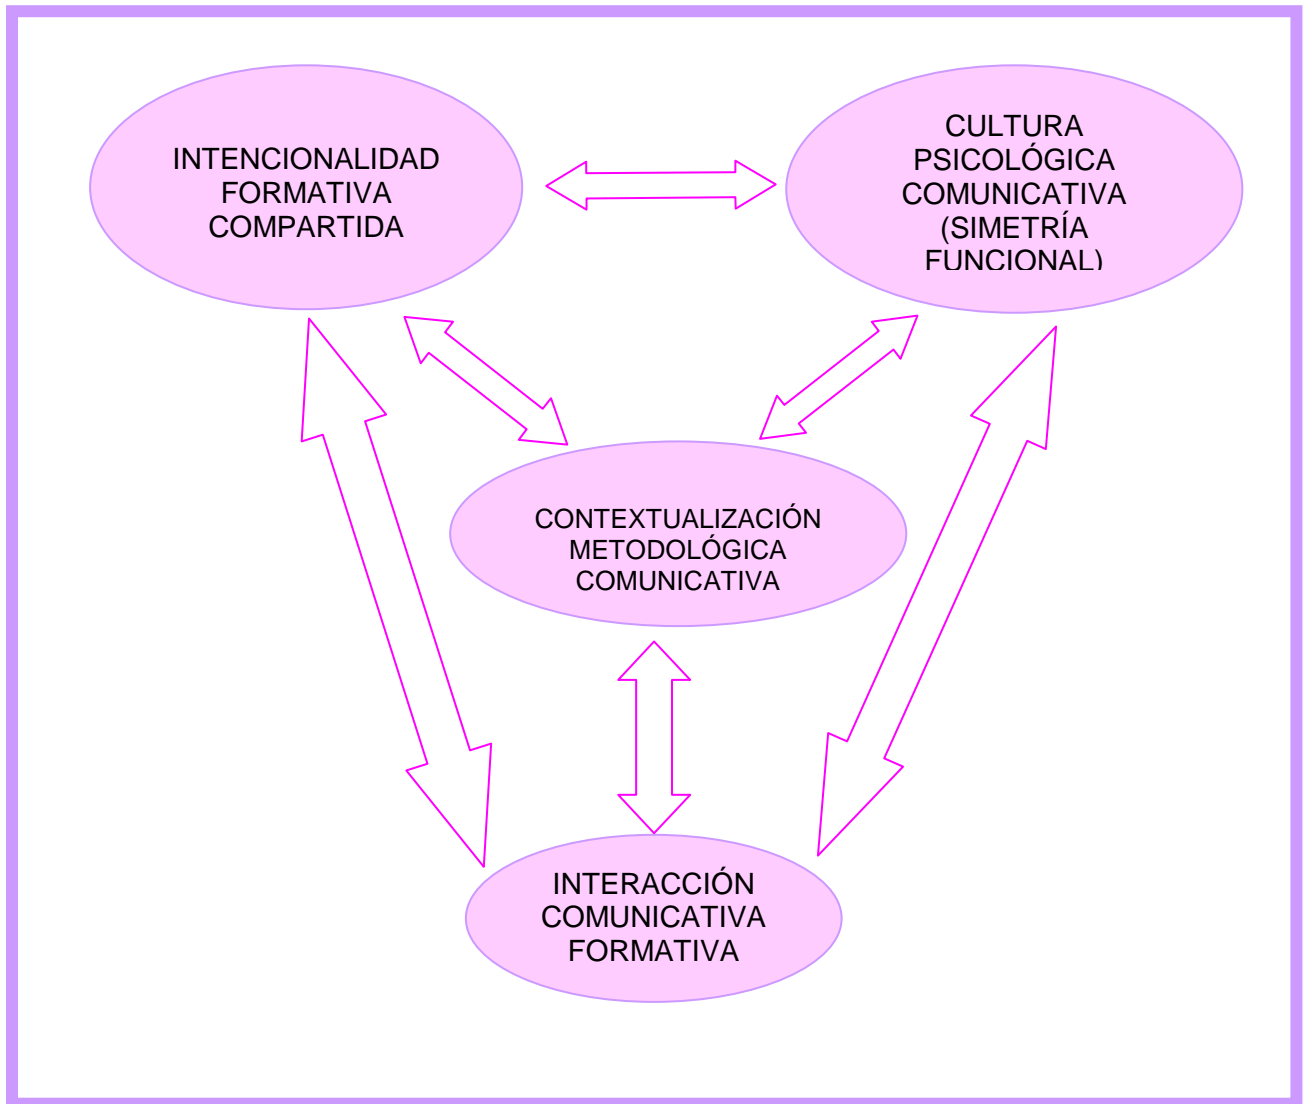 INTENCIONALIDAD
FORMATIVA
COMPARTIDA
CULTURA
PSICOLÓGICA
COMUNICATIVA
(SIMETRÍA
FUNCIONAL)
CONTEXTUALIZACIÓN
METODOLÓGICA
COMUNICATIVA
INTERACCIÓN
COMUNICATIVA
FORMATIVA